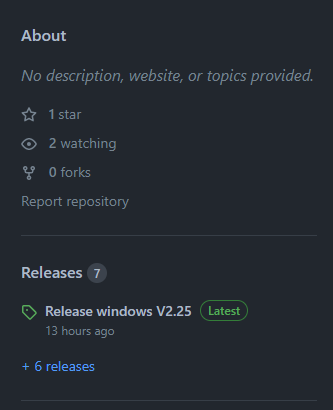 About
No description, website, or topics provided.
1 star
2 watching
0 forks
Report repository
Releases 7
Release windows V2.25 Latest
13 hours ago
+ 6 releases